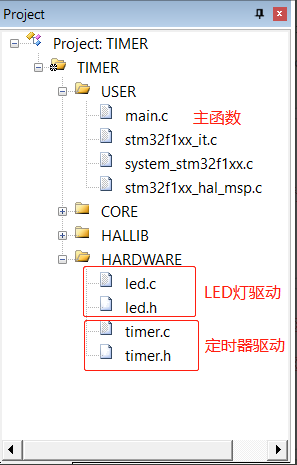 Project
Project: TIMER
TIMER
USER
main.c 主函数
stm32f1xx_it.c
system_stm32f1xx.c
stm32f1xx_hal_msp.c
CORE
HALLIB
HARDWARE
led.c
LED灯驱动
led.h
timer.c
定时器驱动
timer.h